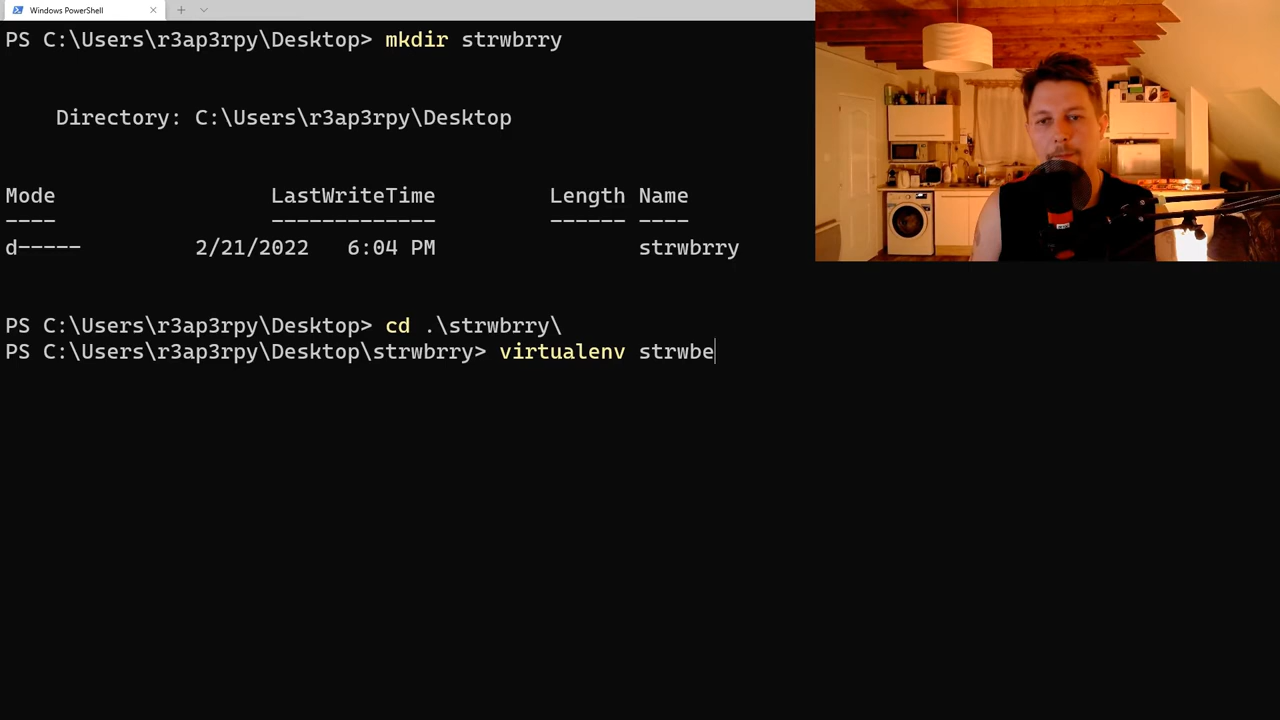 Windows PowerShell
PS C:\Users\r3ap3rpy\Desktop> mkdir strwbrry
Directory: C:\Users\r3ap3rpy\Desktop
Mode LastWriteTime Length Name
---- ------------- ------ ----
d----- 2/21/2022 6:04 PM strwbrry
PS C:\Users\r3ap3rpy\Desktop> cd .\strwbrry\
PS C:\Users\r3ap3rpy\Desktop\strwbrry> virtualenv strwbe